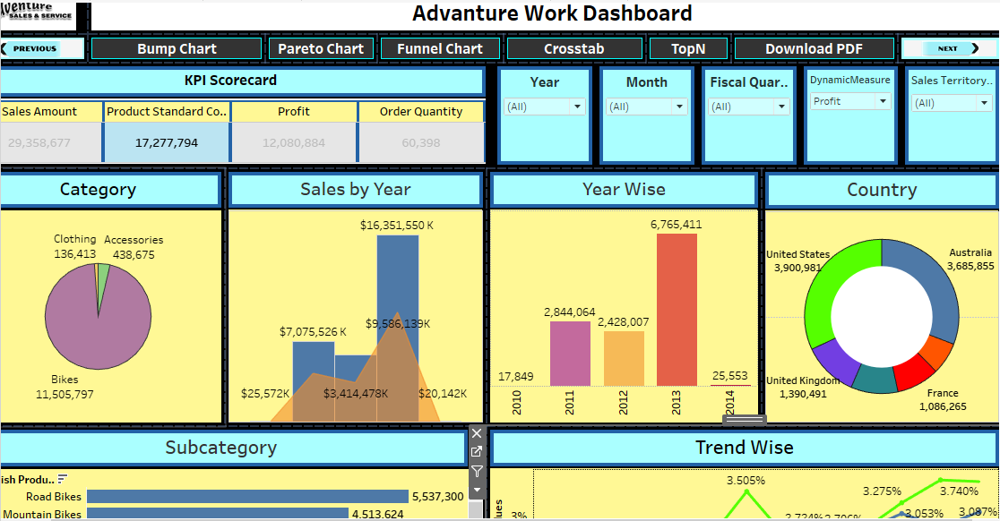 Advanture Work Dashboard
SALES & SERVICE
PREVIOUS
Bump Chart
Pareto Chart
Funnel Chart
Crosstab
TopN
Download PDF
NEXT
KPI Scorecard
Sales Amount
Product Standard Co..
Profit
Order Quantity
29,358,677
17,277,794
12,080,884
60,398
Year
(All)
Month
(All)
Fiscal Quar..
(All)
DynamicMeasure
Profit
Sales Territory..
(All)
Category
Clothing
136,413
Accessories
438,675
Bikes
11,505,797
Sales by Year
$16,351,550 K
$7,075,526 K
$9,586,139K
$25,572K
$3,414,478K
$20,142K
Year Wise
6,765,411
2,844,064
2,428,007
17,849
25,553
2010
2011
2012
2013
2014
Country
United States
3,900,981
Australia
3,685,855
United Kingdom
1,390,491
France
1,086,265
Subcategory
ish Produ..
Road Bikes
5,537,300
Mountain Bikes
4,513,624
Trend Wise
3.505%
3.275%
3.740%
3.053%
3.087%
3%